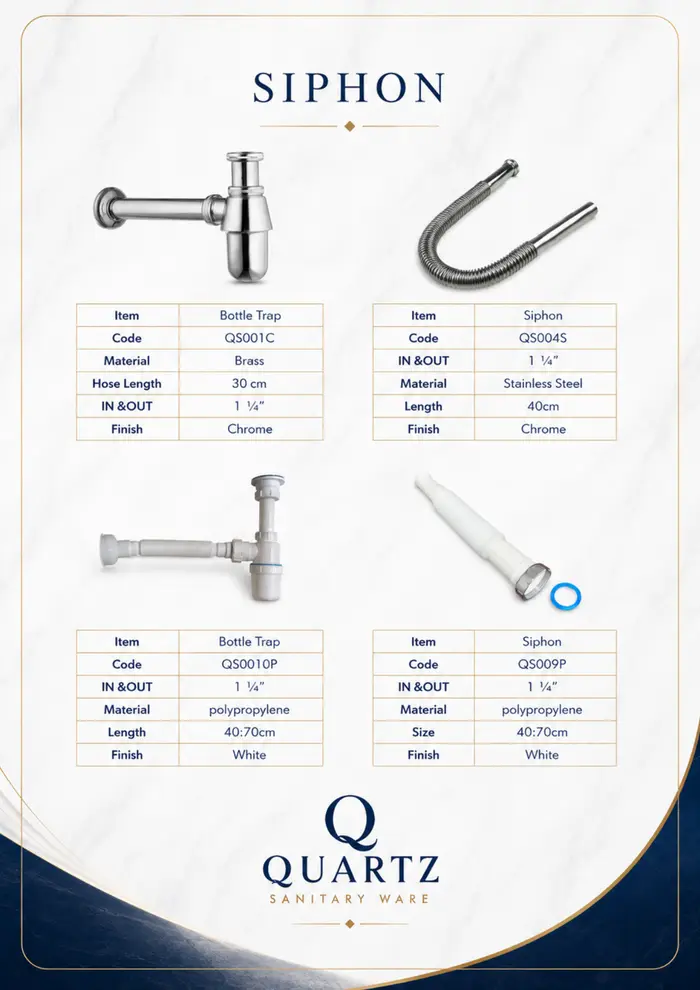 SIPHON
Item Bottle Trap
Code QS001C
Material Brass
Hose Length 30 cm
IN &OUT 1 ¼”
Finish Chrome
Item Siphon
Code QS004S
IN &OUT 1 ¼”
Material Stainless Steel
Length 40cm
Finish Chrome
Item Bottle Trap
Code QS0010P
IN &OUT 1 ¼”
Material polypropylene
Length 40:70cm
Finish White
Item Siphon
Code QS009P
IN &OUT 1 ¼”
Material polypropylene
Size 40:70cm
Finish White
Q
QUARTZ
SANITARY WARE